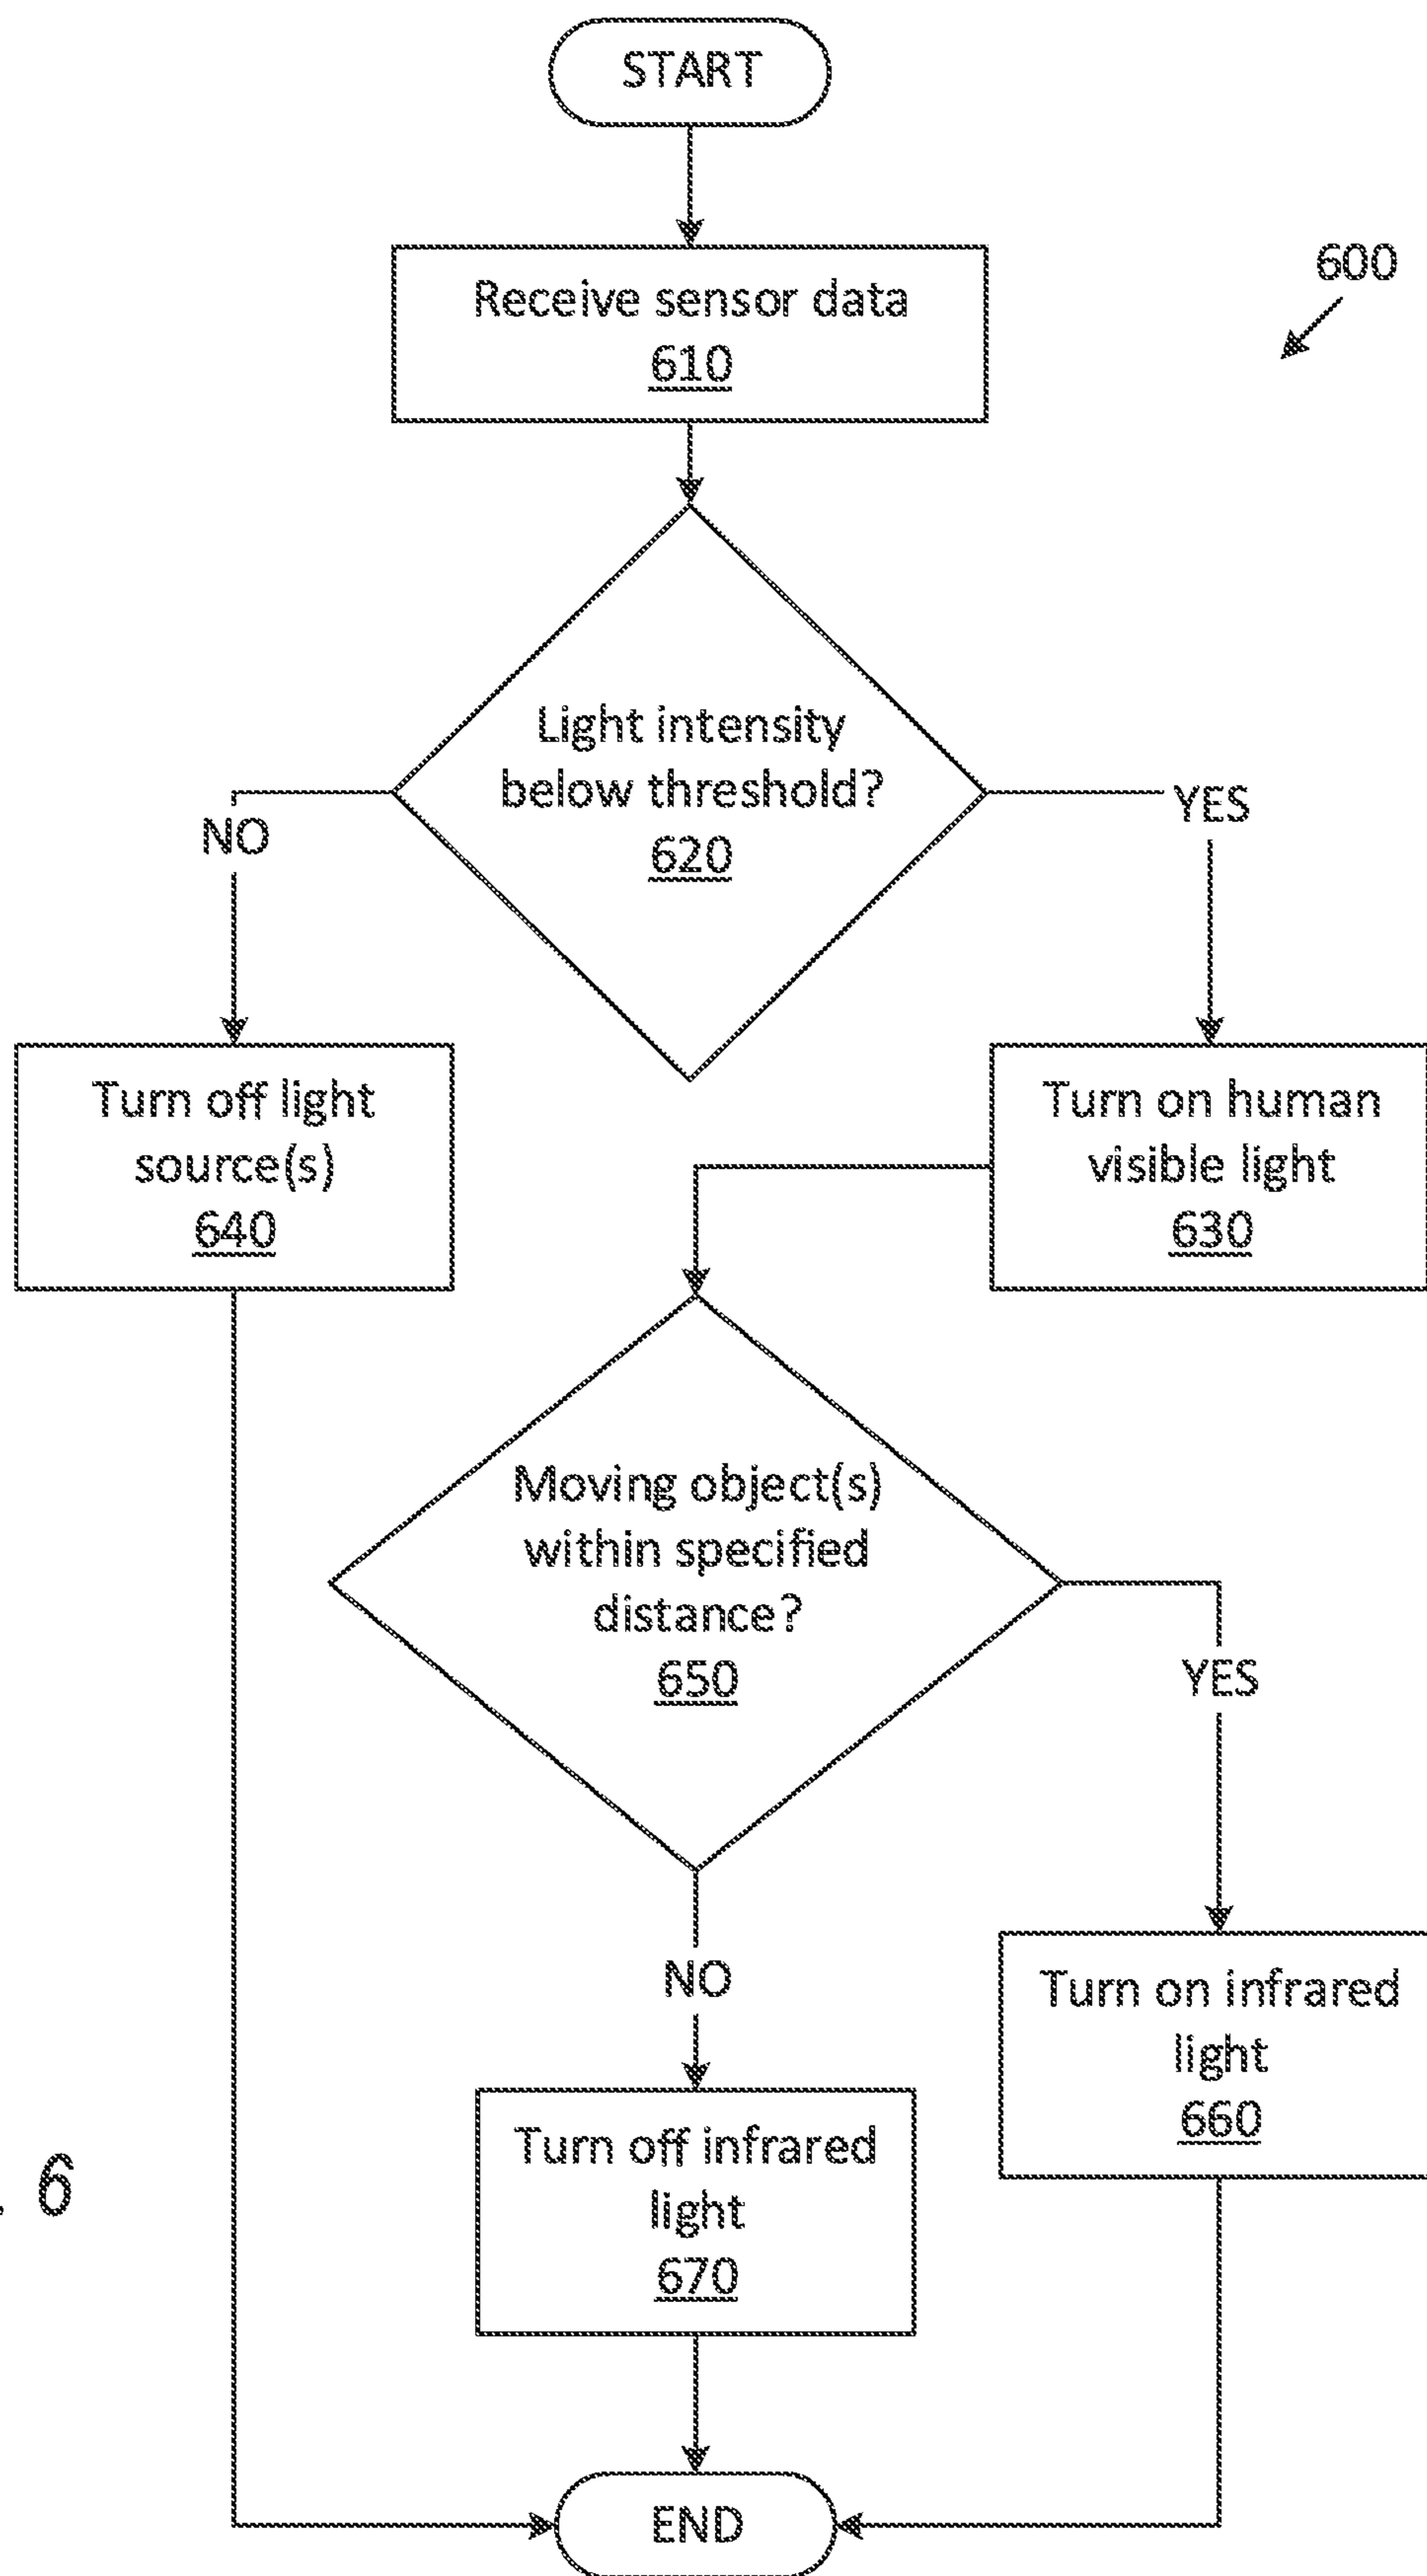 START
Receive sensor data
610
600
Light intensity
below threshold?
620
NO
YES
Turn off light
source(s)
640
Turn on human
visible light
630
Moving object(s)
within specified
distance?
650
YES
NO
Turn on infrared
light
660
Turn off infrared
light
670
. 6
END